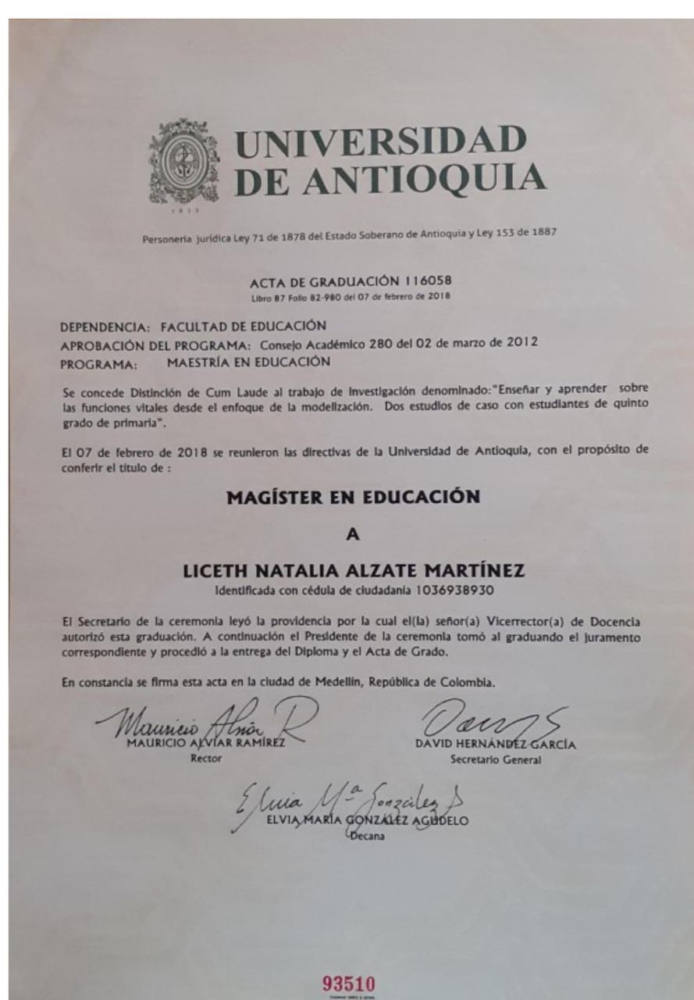 UNIVERSIDAD
DE ANTIOQUIA
1803
Personería jurídica Ley 71 de 1878 del Estado Soberano de Antioquia y Ley 153 de 1887
ACTA DE GRADUACIÓN 116058
Libro 87 Folio 82-980 del 07 de febrero de 2018
DEPENDENCIA: FACULTAD DE EDUCACIÓN
APROBACIÓN DEL PROGRAMA: Consejo Académico 280 del 02 de marzo de 2012
PROGRAMA: MAESTRÍA EN EDUCACIÓN
Se concede Distinción de Cum Laude al trabajo de investigación denominado:"Enseñar y aprender sobre
las funciones vitales desde el enfoque de la modelización. Dos estudios de caso con estudiantes de quinto
grado de primaria".
El 07 de febrero de 2018 se reunieron las directivas de la Universidad de Antioquia, con el propósito de
conferir el título de :
MAGÍSTER EN EDUCACIÓN
A
LICETH NATALIA ALZATE MARTÍNEZ
Identificada con cédula de ciudadanía 1036938930
El Secretario de la ceremonia leyó la providencia por la cual el(la) señor(a) Vicerrector(a) de Docencia
autorizó esta graduación. A continuación el Presidente de la ceremonia tomó al graduando el juramento
correspondiente y procedió a la entrega del Diploma y el Acta de Grado.
En constancia se firma esta acta en la ciudad de Medellín, República de Colombia.
Mauricio Alviar R
MAURICIO ALVIAR RAMÍREZ
Rector
DAVID HERNÁNDEZ GARCÍA
Secretario General
Elvia Mª González A
ELVIA MARÍA GONZÁLEZ AGUDELO
Decana
93510